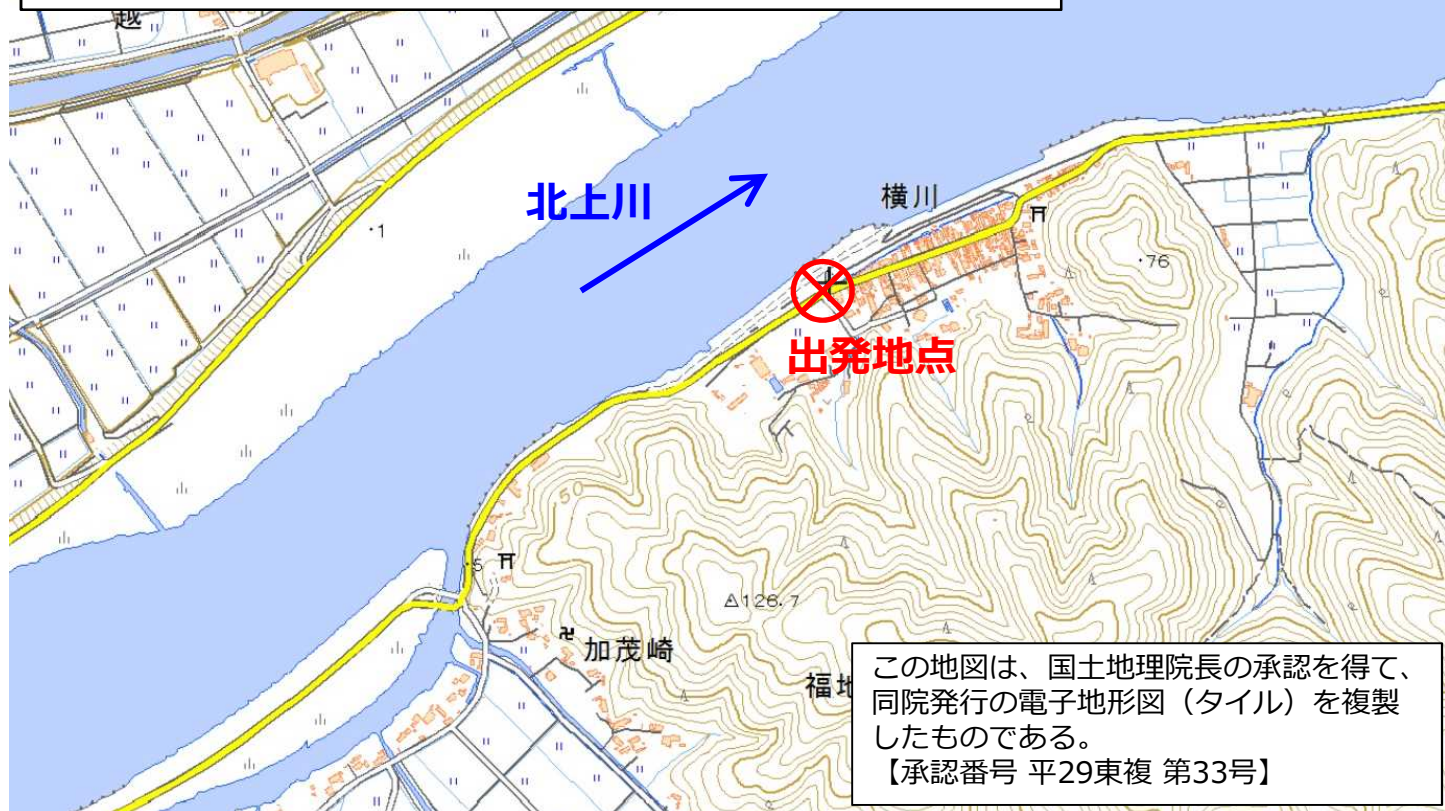 越
・1
北上川
横川
・76
出発地点
50
・5
126.7
加茂崎
福地
この地図は、国土地理院長の承認を得て、
同院発行の電子地形図（タイル）を複製
したものである。
【承認番号 平29東複 第33号】